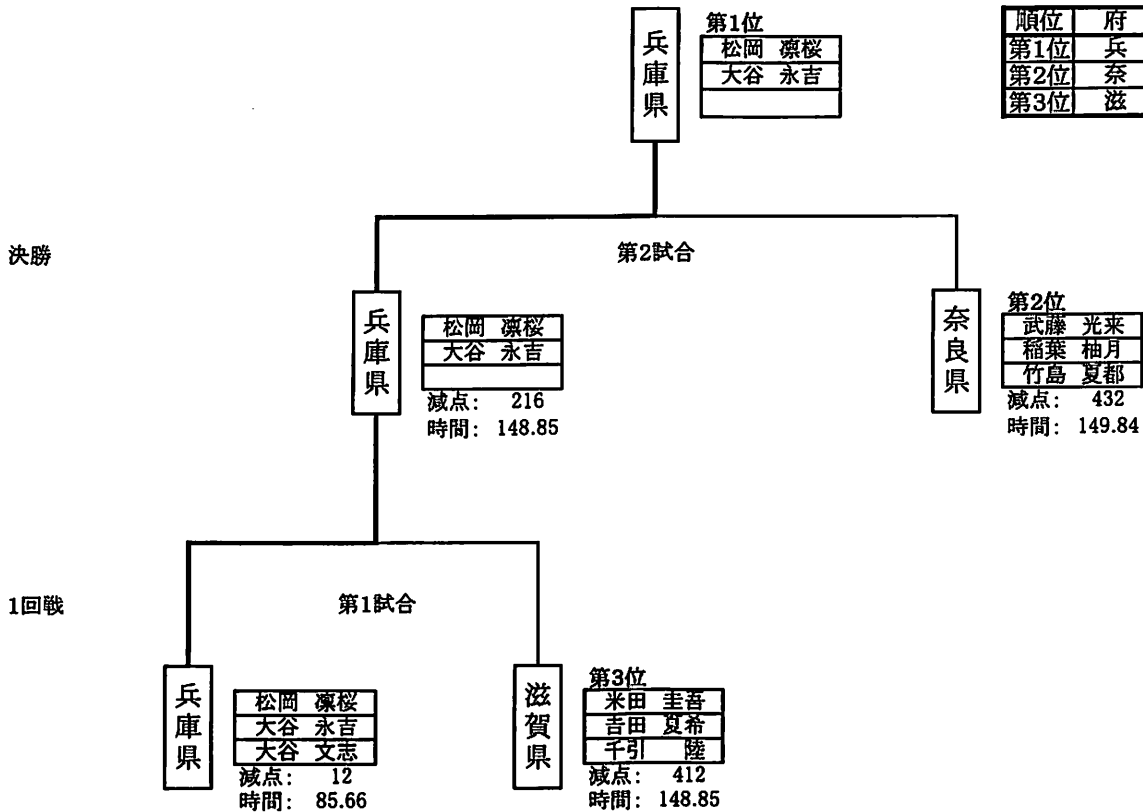 兵庫県
第1位
松岡 凛桜
大谷 永吉
順位 府
第1位 兵
第2位 奈
第3位 滋
決勝
第2試合
兵庫県
松岡 凛桜
大谷 永吉
減点: 216
時間: 148.85
奈良県
第2位
武藤 光来
稲葉 柚月
竹島 夏都
減点: 432
時間: 149.84
1回戦
第1試合
兵庫県
松岡 凛桜
大谷 永吉
大谷 文志
減点: 12
時間: 85.66
滋賀県
第3位
米田 圭吾
吉田 夏希
千引 陸
減点: 412
時間: 148.85